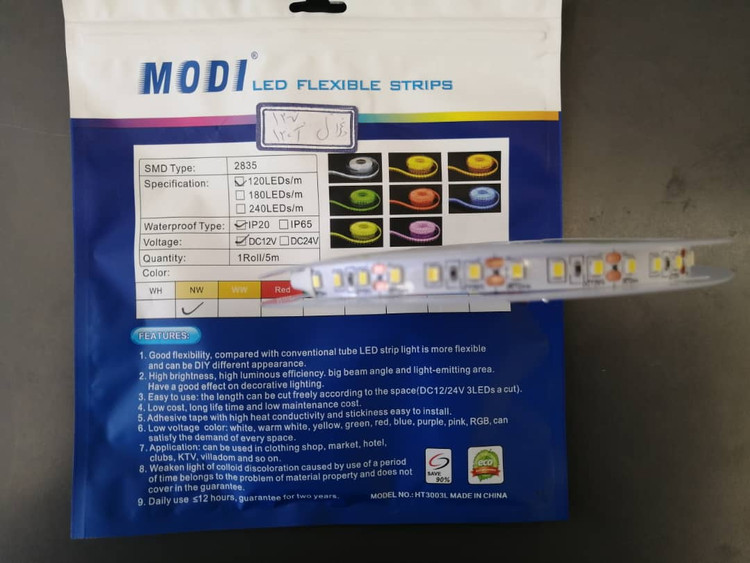 MODI®
LED FLEXIBLE STRIPS
SMD Type: 2835
Specification: 120LEDs/m
180LEDs/m
240LEDs/m
Waterproof Type: IP20 IP65
Voltage: DC12V DC24V
Quantity: 1Roll/5m
Color:
WH NW WW Red
FEATURES:
1. Good flexibility, compared with conventional tube LED strip light is more flexible
and can be DIY different appearance.
2. High brightness, high luminous efficiency, big beam angle and light-emitting area.
Have a good effect on decorative lighting.
3. Easy to use: the length can be cut freely according to the space(DC12/24V 3LEDs a cut).
4. Low cost, long life time and low maintenance cost.
5. Adhesive tape with high heat conductivity and stickiness easy to install.
6. Low voltage color: white, warm white, yellow, green, red, blue, purple, pink, RGB, can
satisfy the demand of every space.
7. Application: can be used in clothing shop, market, hotel,
clubs, KTV, villadom and so on.
8. Weaken light of colloid discoloration caused by use of a period
of time belongs to the problem of material property and does not
cover in the guarantee.
9. Daily use ≤12 hours, guarantee for two years.
SAVE
90%
eco
MODEL NO.: HT3003L MADE IN CHINA